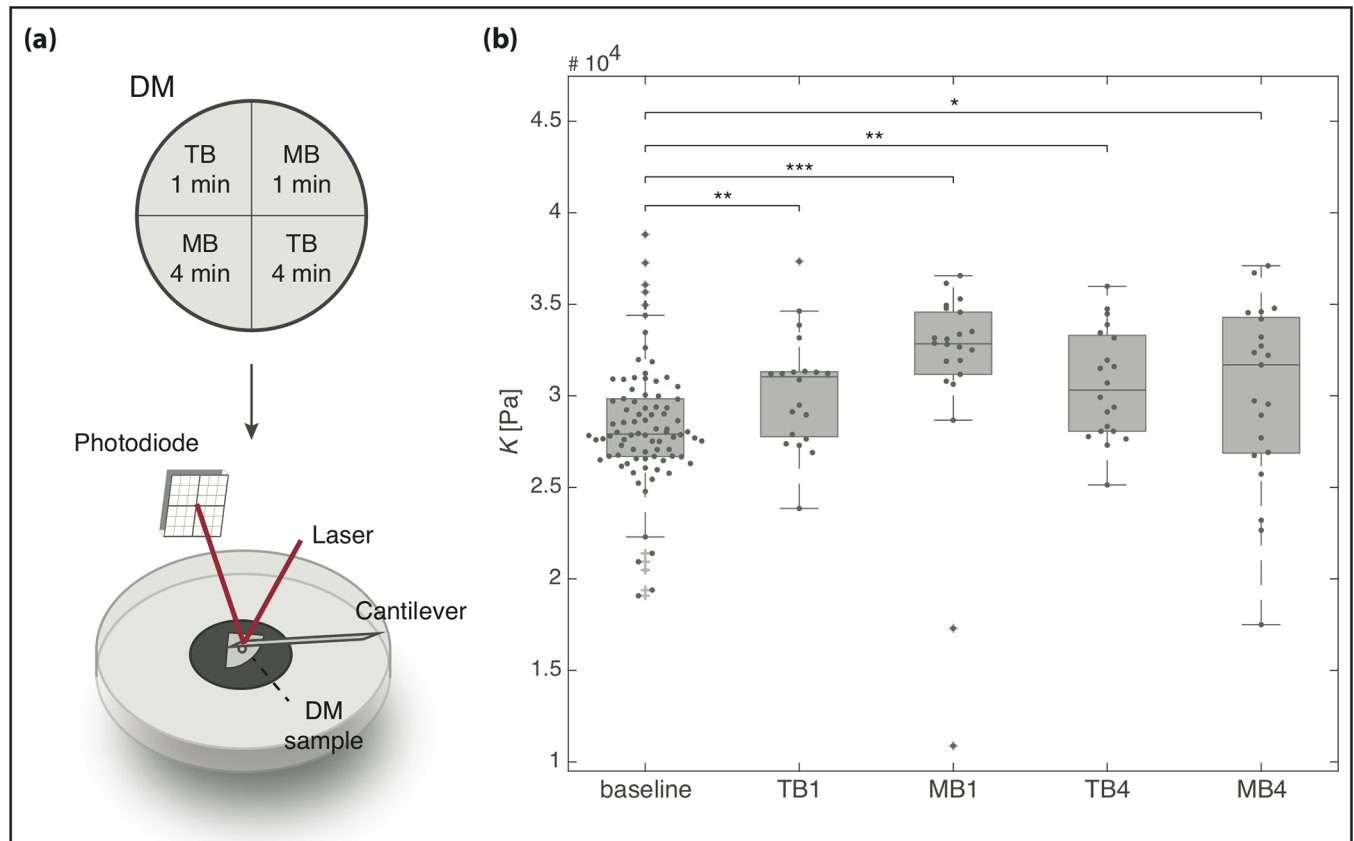 (a)
DM
TB
1 min
MB
1 min
MB
4 min
TB
4 min
Photodiode
Laser
Cantilever
DM
sample
(b)
# 10^4
4.5
4
3.5
3
2.5
2
1.5
1
K [Pa]
*
**
***
**
baseline
TB1
MB1
TB4
MB4